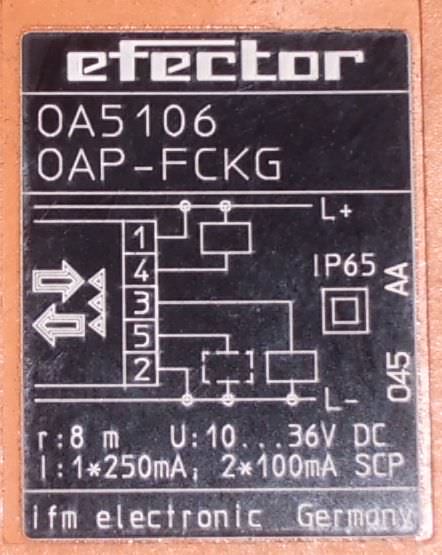 efector
OA5106
OAP-FCKG
L+
1
4
3
5
2
IP65
AA
045
L-
r:8 m U:10...36V DC
I:1*250mA; 2*100mA SCP
ifm electronic Germany